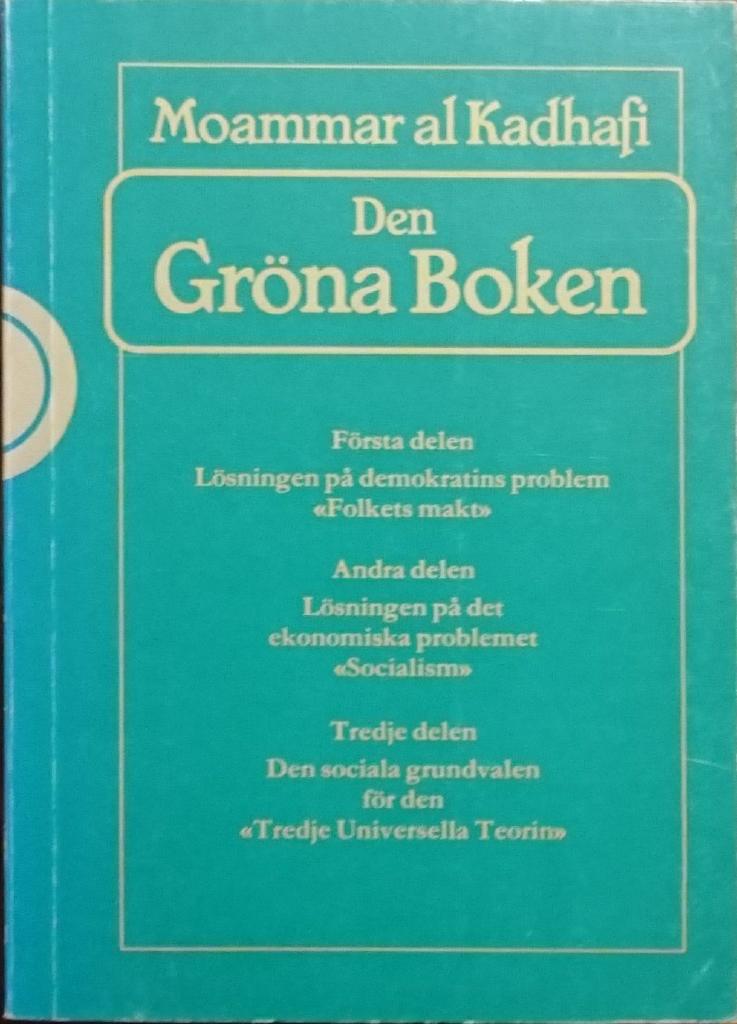 Moammar al Kadhafi
Den
Gröna Boken
Första delen
Lösningen på demokratins problem
«Folkets makt»
Andra delen
Lösningen på det
ekonomiska problemet
«Socialism»
Tredje delen
Den sociala grundvalen
för den
«Tredje Universella Teorin»